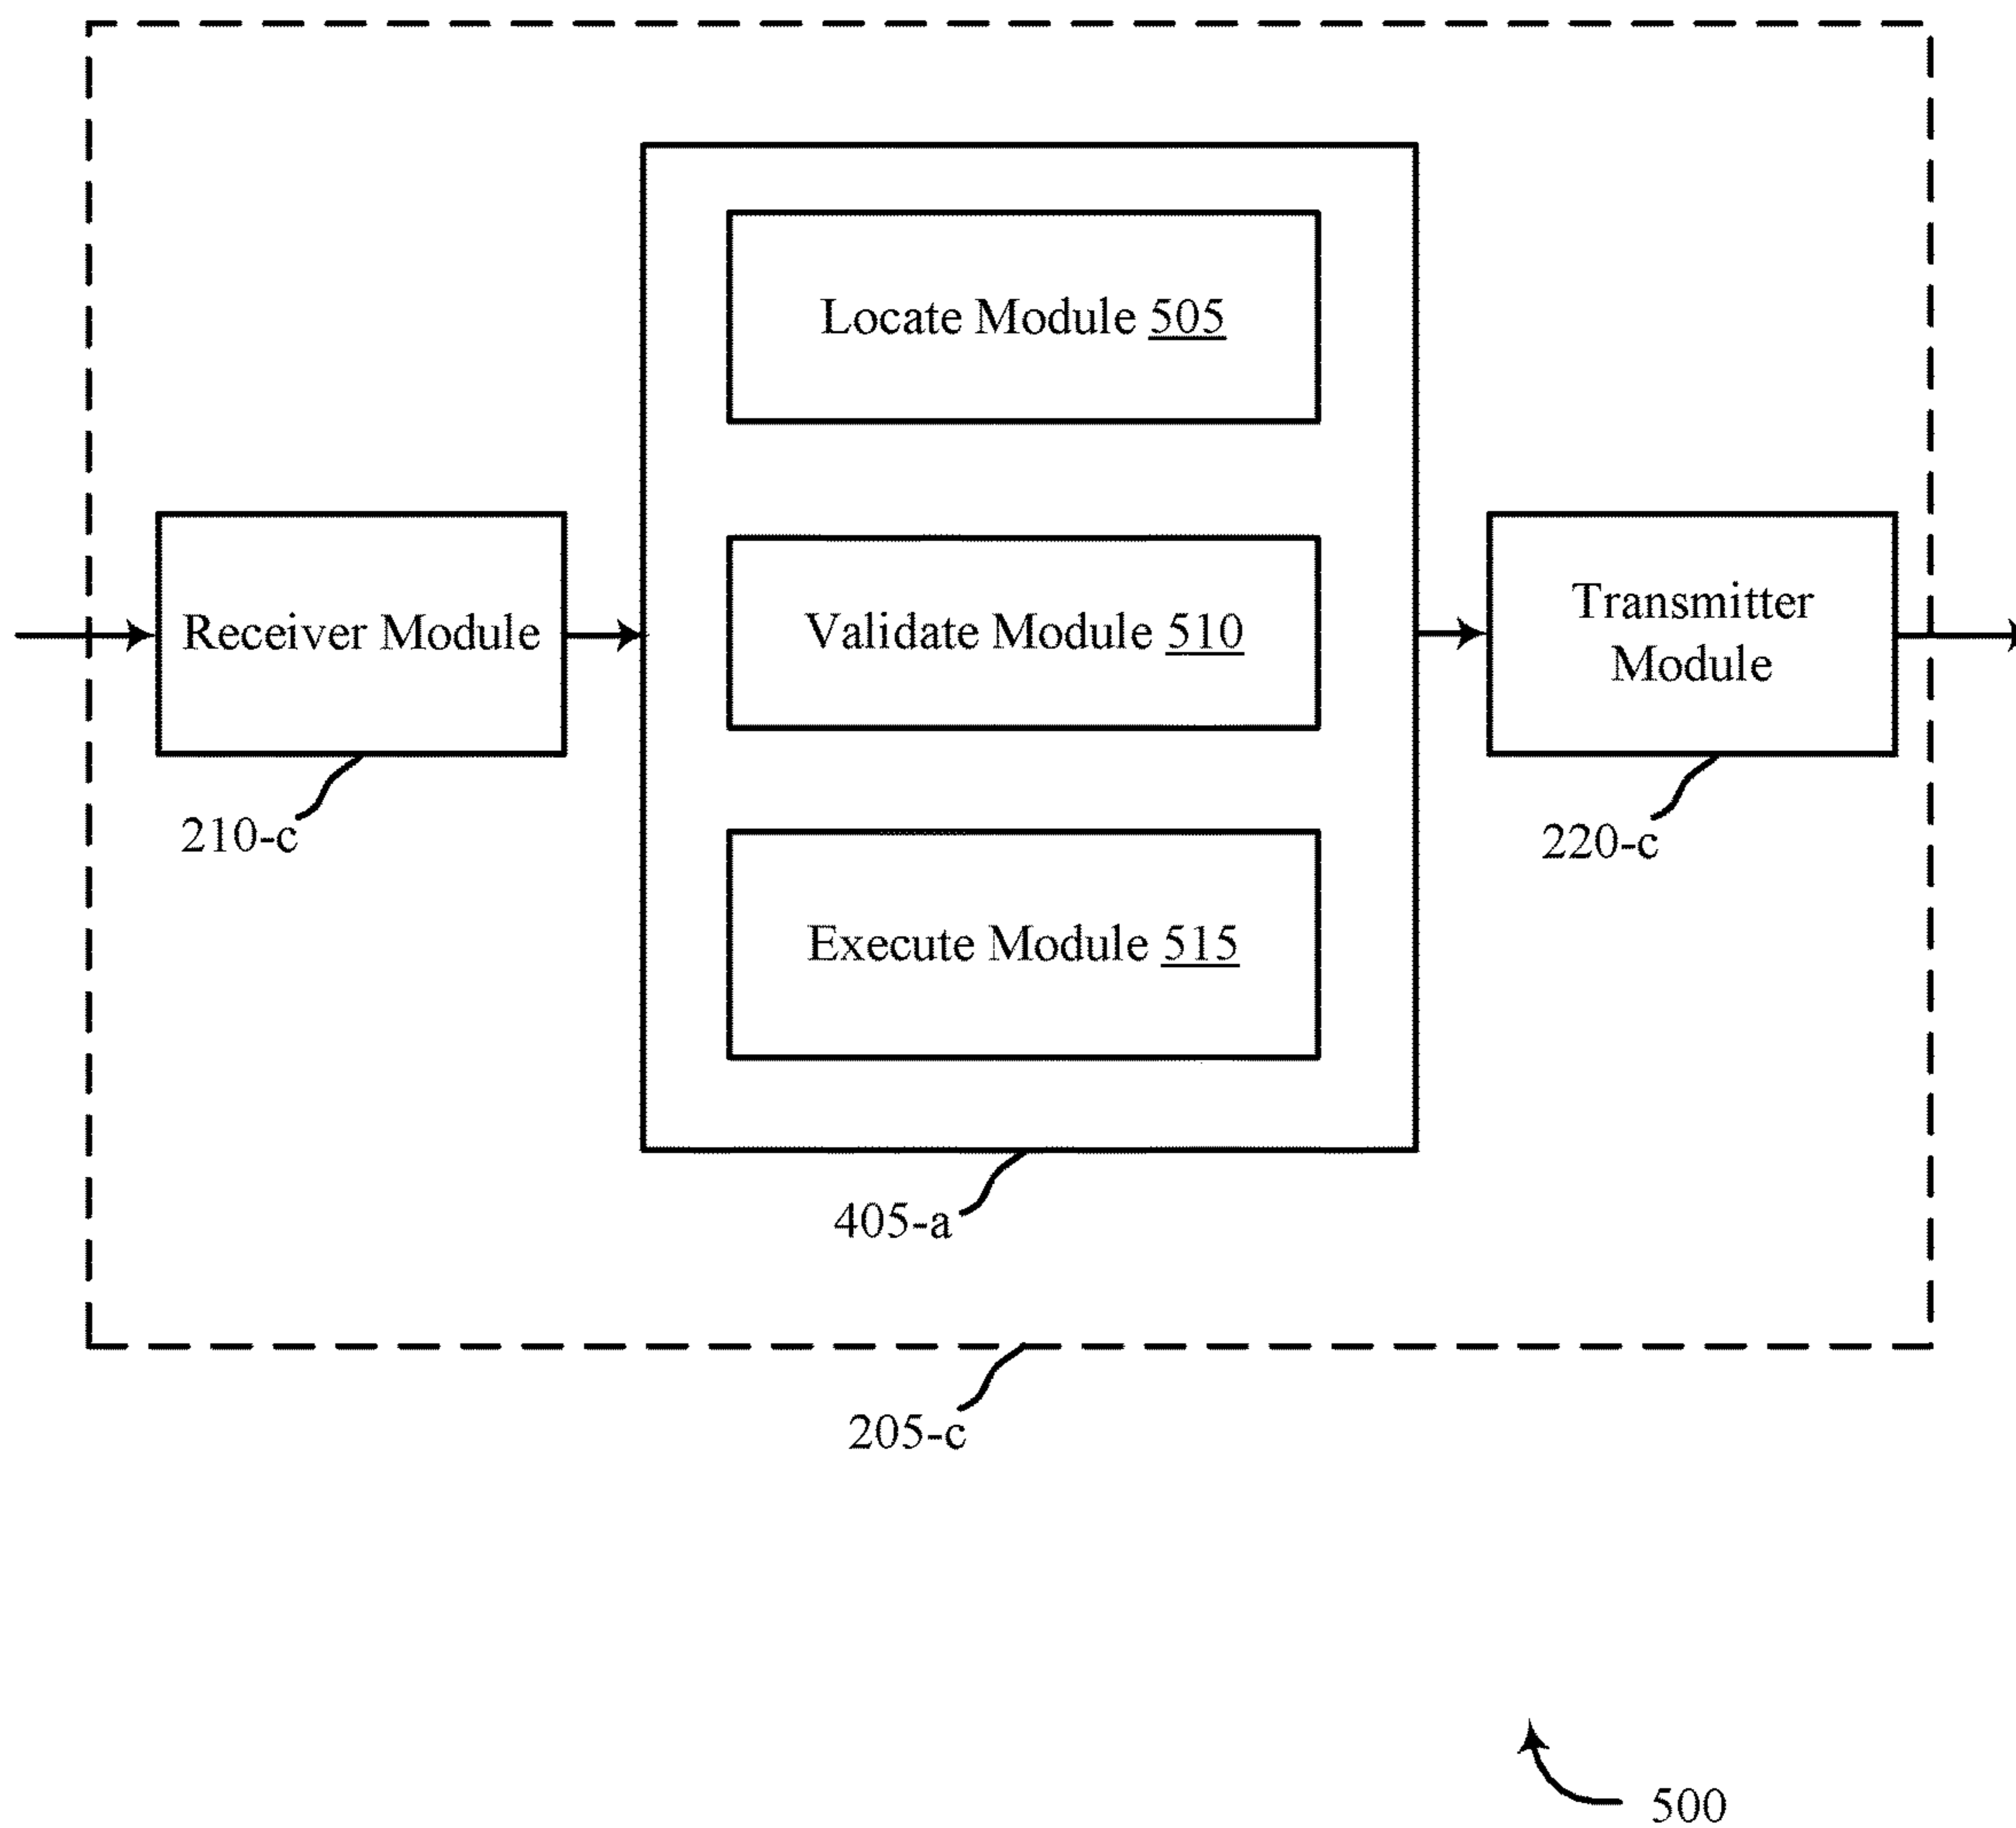 Locate Module 505
Receiver Module
Validate Module 510
Transmitter
Module
210-c
220-c
Execute Module 515
405-a
205-c
500